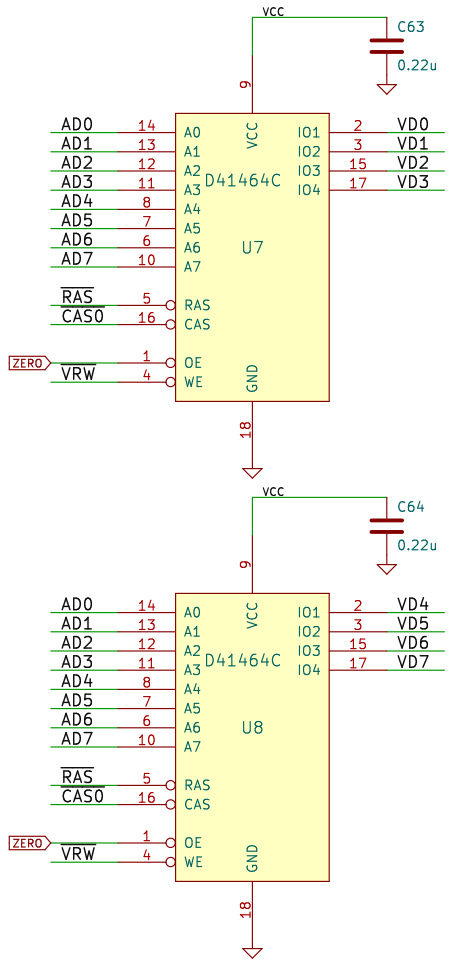 VCC
C63
0.22u
9
VCC
AD0 14 A0 IO1 2 VD0
AD1 13 A1 IO2 3 VD1
AD2 12 A2 IO3 15 VD2
AD3 11 A3 IO4 17 VD3
D41464C
AD4 8 A4
AD5 7 A5
AD6 6 A6
U7
AD7 10 A7
RAS 5 RAS
CAS0 16 CAS
ZERO 1 OE
VRW 4 WE
GND
18
VCC
C64
0.22u
9
VCC
AD0 14 A0 IO1 2 VD4
AD1 13 A1 IO2 3 VD5
AD2 12 A2 IO3 15 VD6
AD3 11 A3 IO4 17 VD7
D41464C
AD4 8 A4
AD5 7 A5
AD6 6 A6
U8
AD7 10 A7
RAS 5 RAS
CAS0 16 CAS
ZERO 1 OE
VRW 4 WE
GND
18